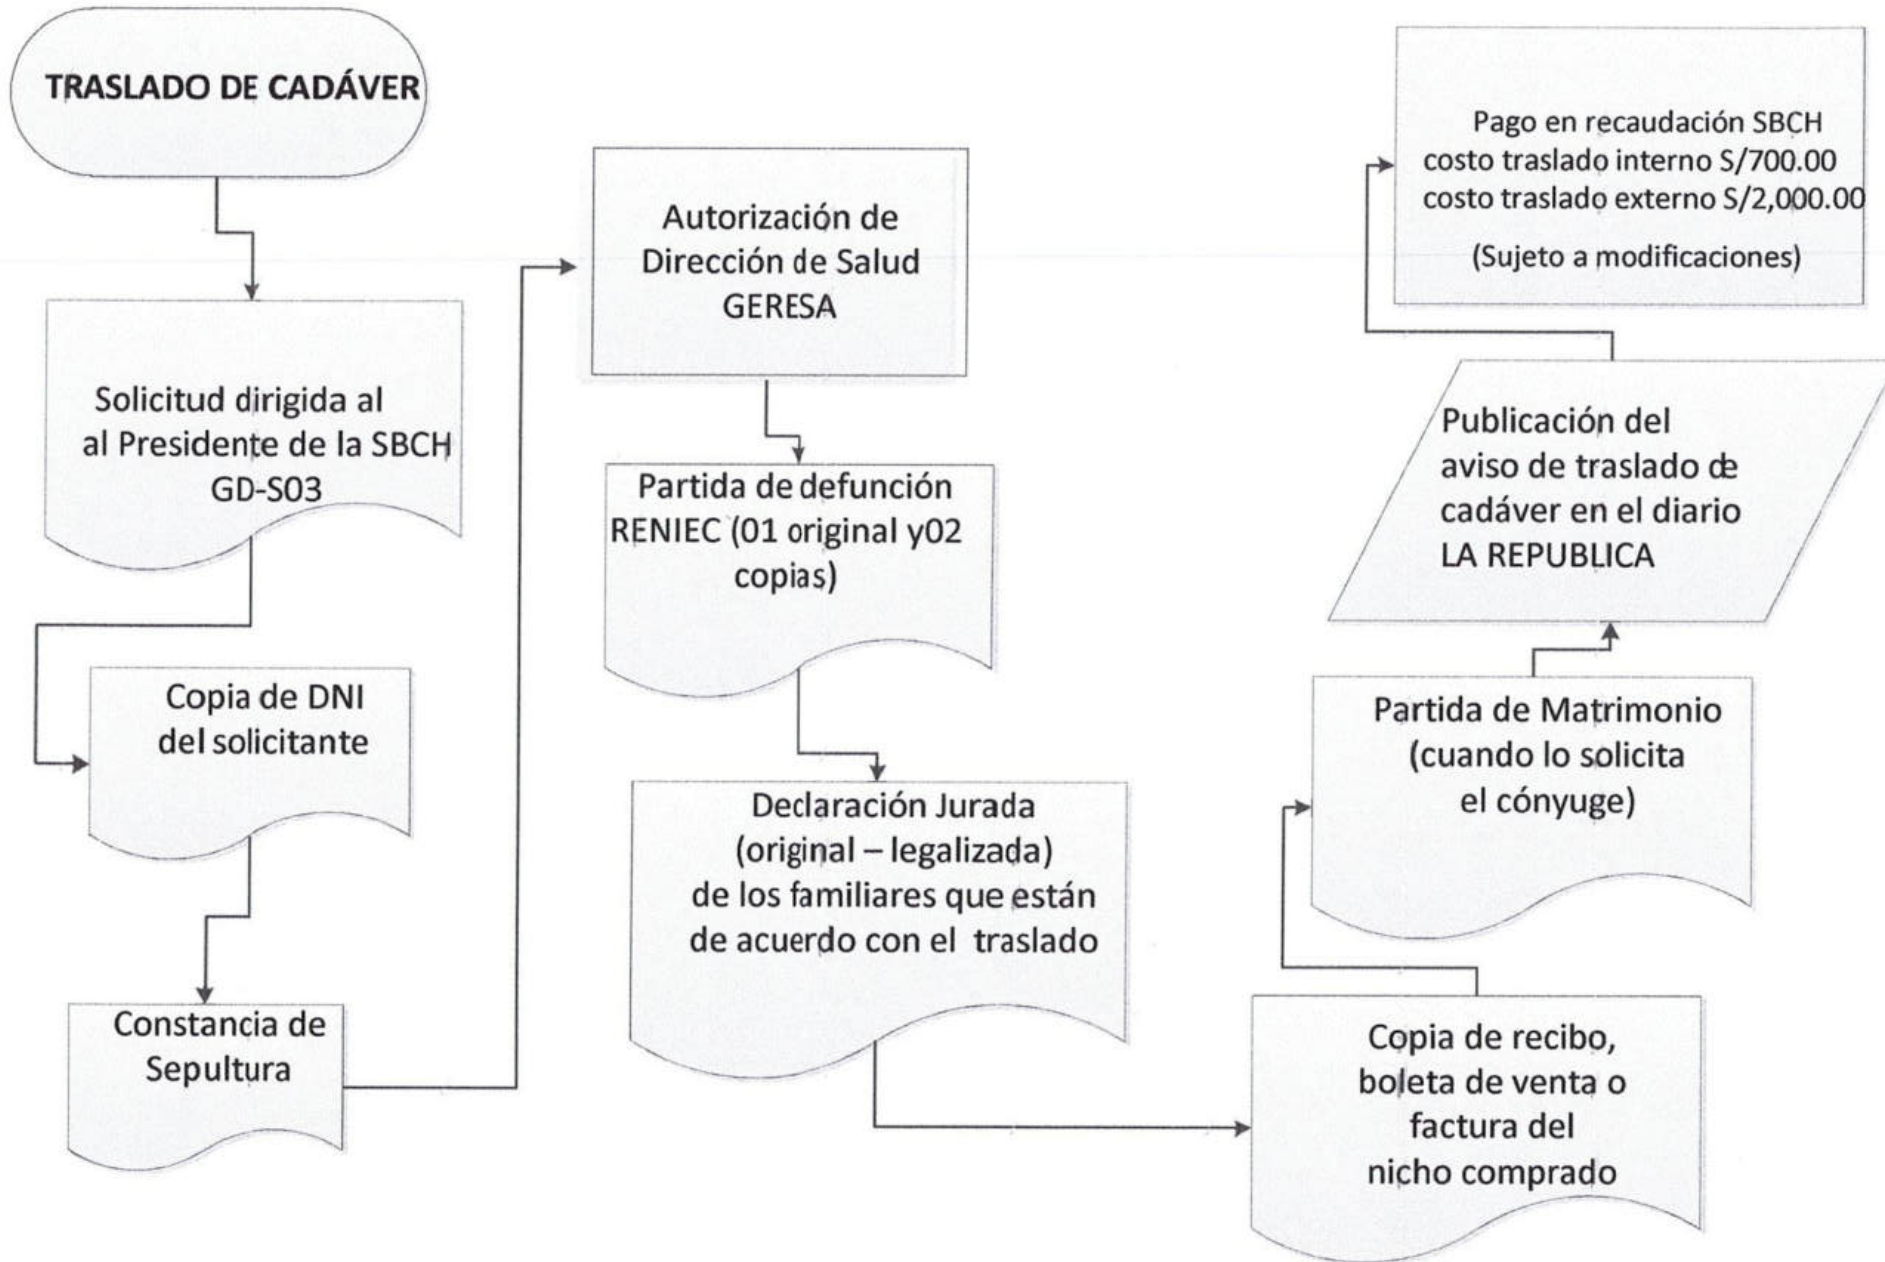 TRASLADO DE CADÁVER
Solicitud dirigida al
al Presidente de la SBCH
GD-S03
Copia de DNI
del solicitante
Constancia de
Sepultura
Autorización de
Dirección de Salud
GERESA
Partida de defunción
RENIEC (01 original y02
copias)
Declaración Jurada
(original – legalizada)
de los familiares que están
de acuerdo con el traslado
Copia de recibo,
boleta de venta o
factura del
nicho comprado
Partida de Matrimonio
(cuando lo solicita
el cónyuge)
Publicación del
aviso de traslado de
cadáver en el diario
LA REPUBLICA
Pago en recaudación SBCH
costo traslado interno S/700.00
costo traslado externo S/2,000.00
(Sujeto a modificaciones)